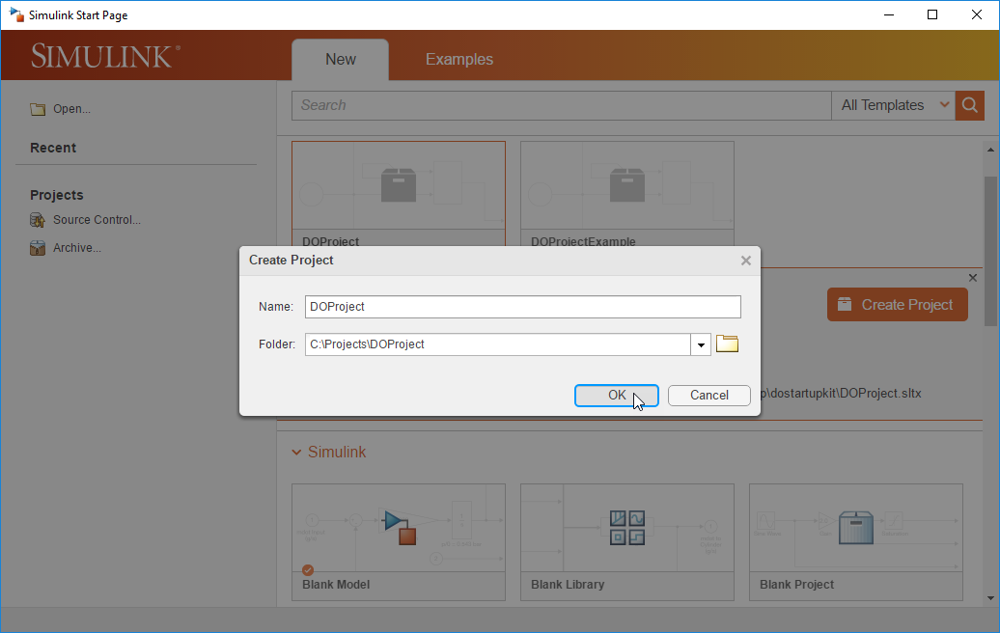 Simulink Start Page
SIMULINK®
New
Examples
Open...
Recent
Projects
Source Control...
Archive...
Search
All Templates
DOProject
DOProjectExample
Create Project
p\dostartupkit\DOProject.sltx
Create Project
Name:
DOProject
Folder:
C:\Projects\DOProject
OK
Cancel
Simulink
Blank Model
Blank Library
Blank Project